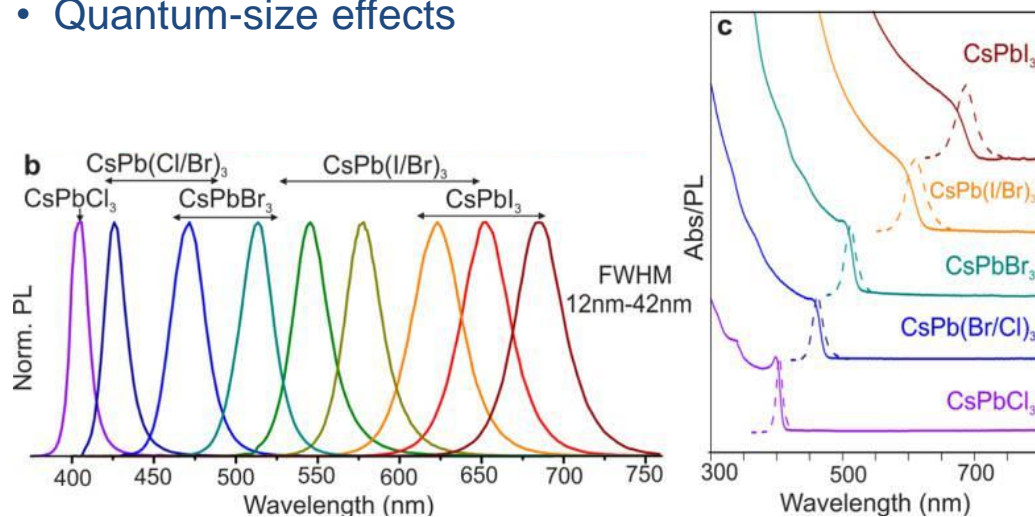 • Quantum-size effects
b
CsPb(Cl/Br)₃
CsPb(I/Br)₃
CsPbCl₃
CsPbBr₃
CsPbI₃
FWHM
12nm-42nm
Norm. PL
400 450 500 550 600 650 700 750
Wavelength (nm)
c
CsPbI₃
CsPb(I/Br)₃
CsPbBr₃
CsPb(Br/Cl)₃
CsPbCl₃
Abs/PL
300 500 700
Wavelength (nm)